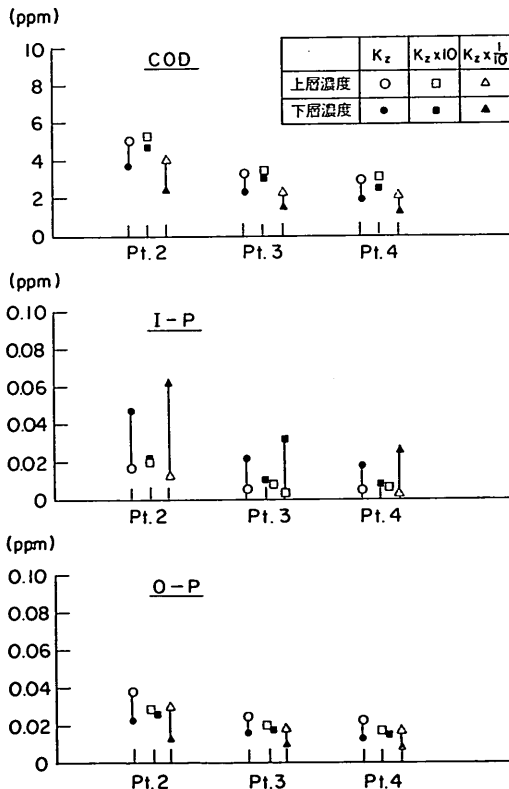 (ppm)
10
8
6
4
2
0
COD
Kz Kz×10 Kz×1/10
上層濃度 ○ □ △
下層濃度 ● ■ ▲
Pt.2 Pt.3 Pt.4
(ppm)
0.10
0.08
0.06
0.04
0.02
0
I-P
Pt.2 Pt.3 Pt.4
(ppm)
0.10
0.08
0.06
0.04
0.02
0
O-P
Pt.2 Pt.3 Pt.4